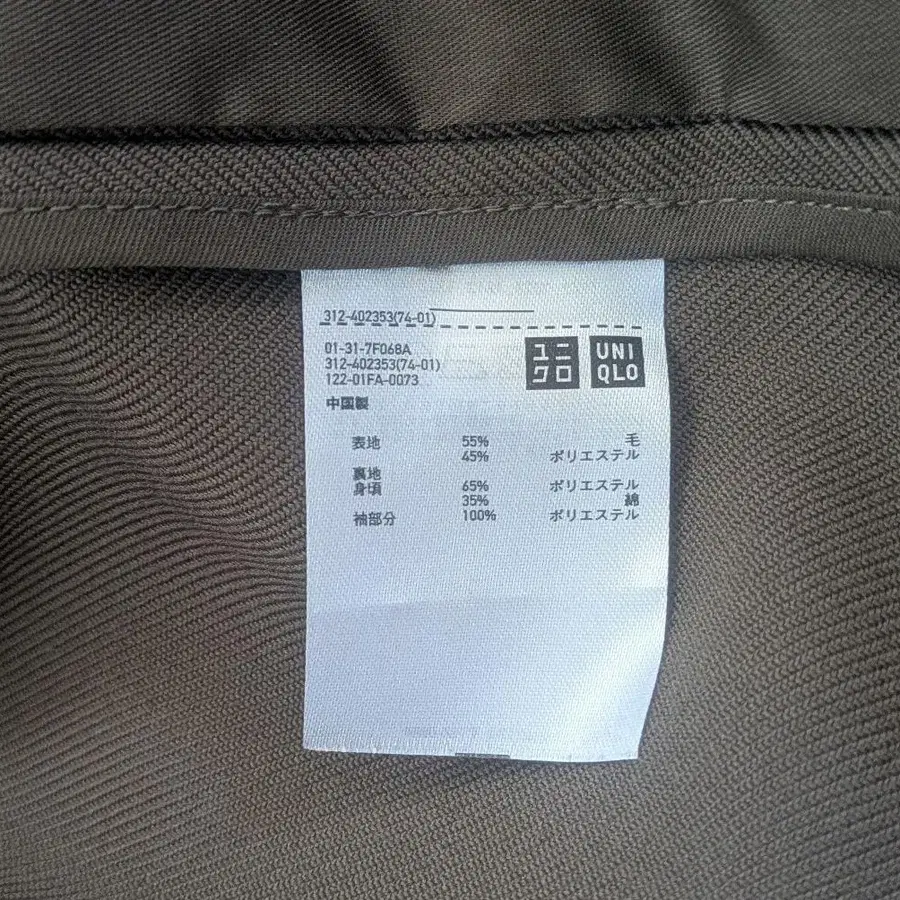 312-402353(74-01)
01-31-7F068A
312-402353(74-01)
122-01FA-0073
ユニ
クロ
UNI
QLO
中国製
表地 55% 毛
45% ポリエステル
裏地
身頃 65% ポリエステル
35% 綿
袖部分 100% ポリエステル